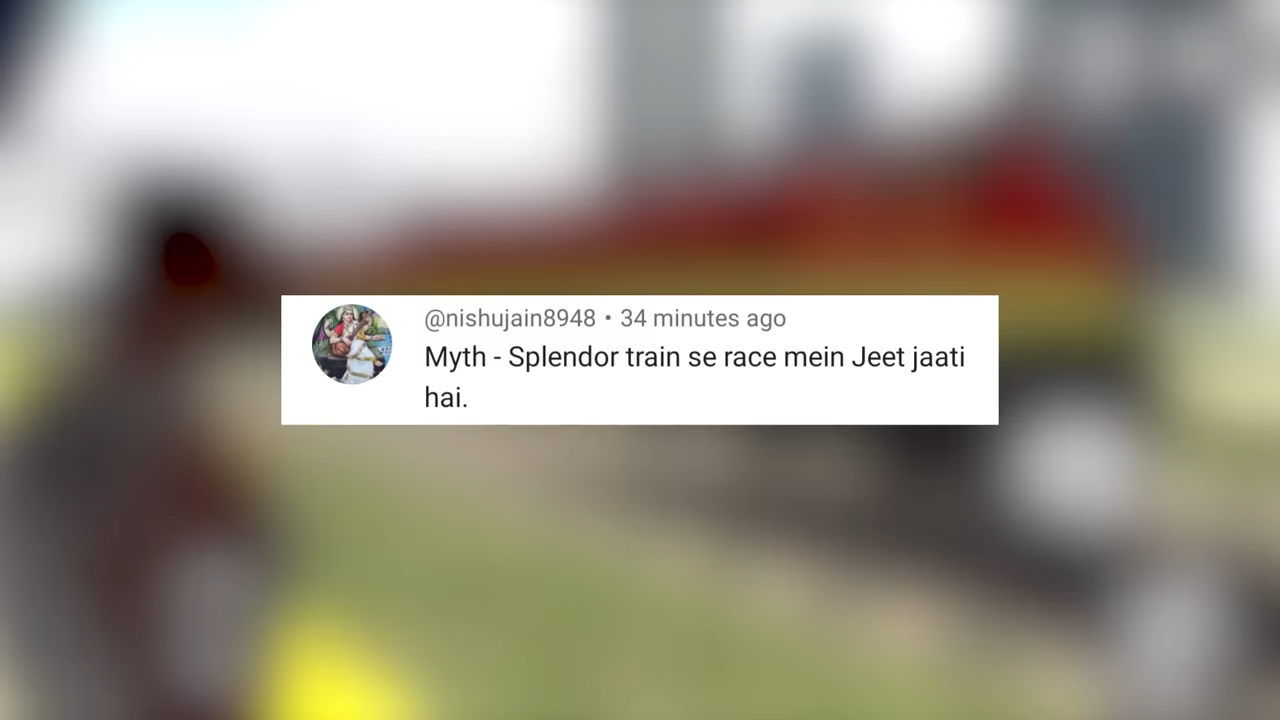 @nishujain8948 • 34 minutes ago
Myth - Splendor train se race mein Jeet jaati
hai.